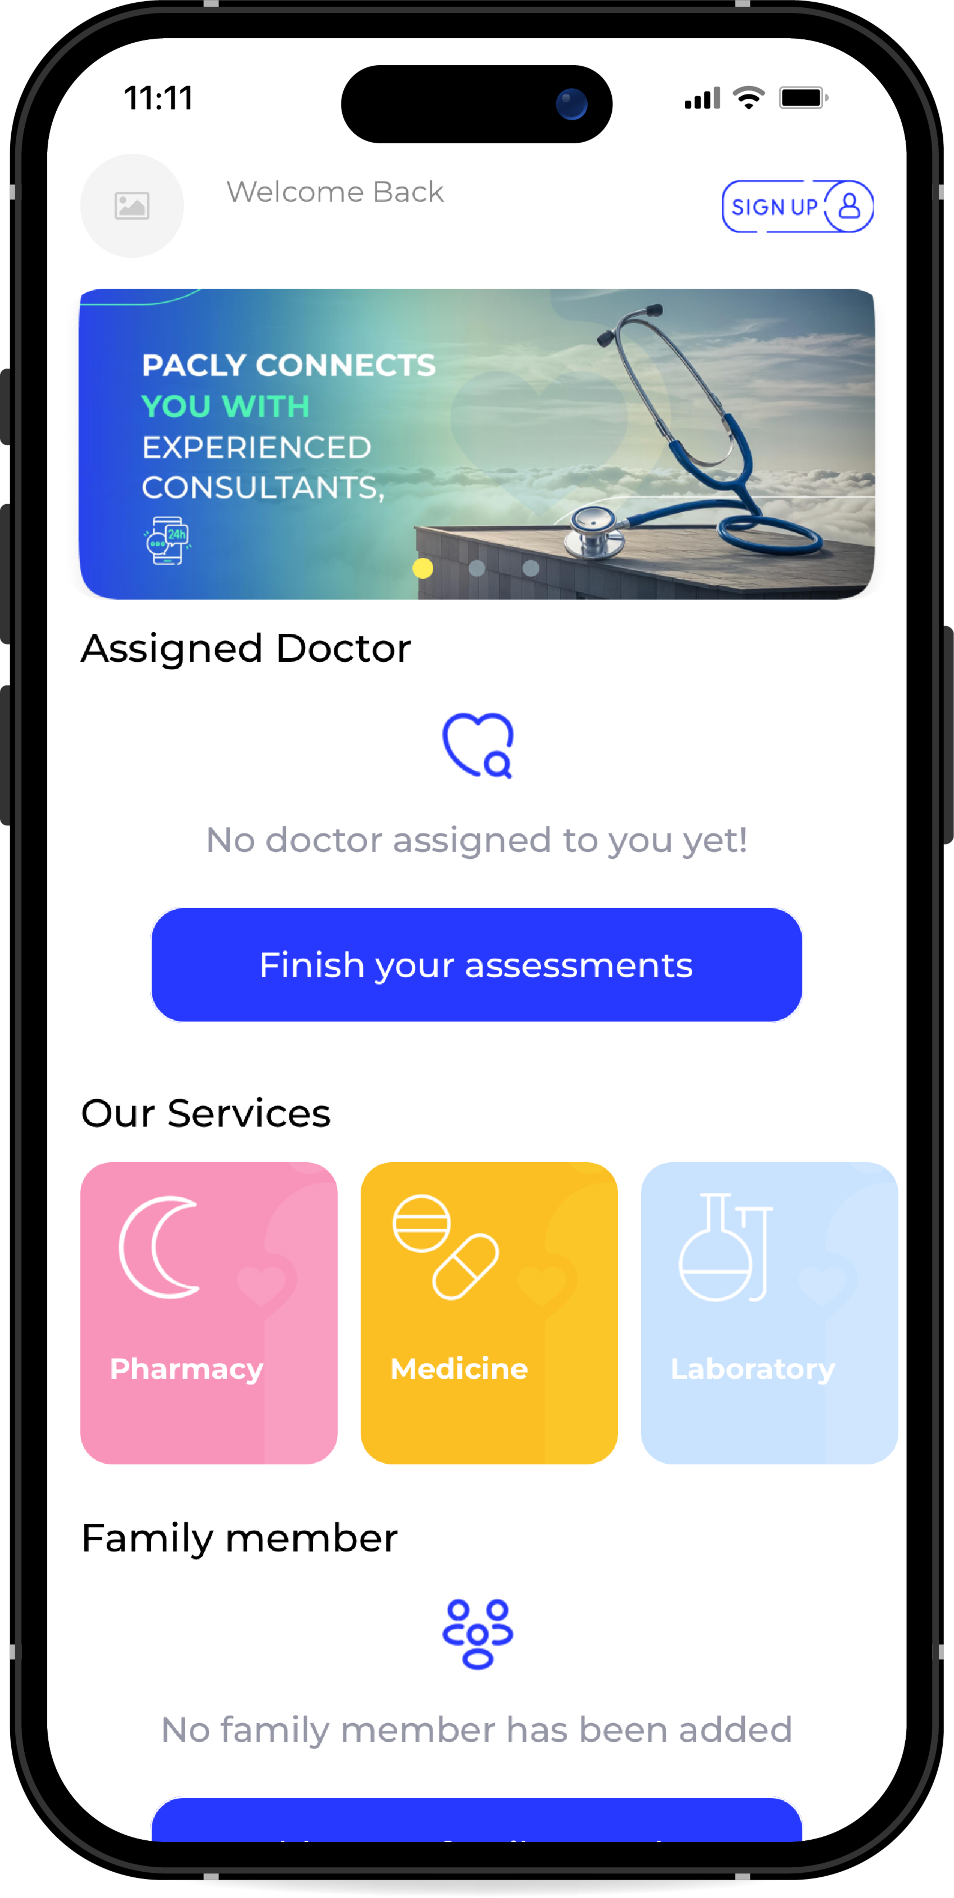 11:11
Welcome Back
SIGN UP
PACLY CONNECTS
YOU WITH
EXPERIENCED
CONSULTANTS,
24h
Assigned Doctor
No doctor assigned to you yet!
Finish your assessments
Our Services
Pharmacy
Medicine
Laboratory
Family member
No family member has been added